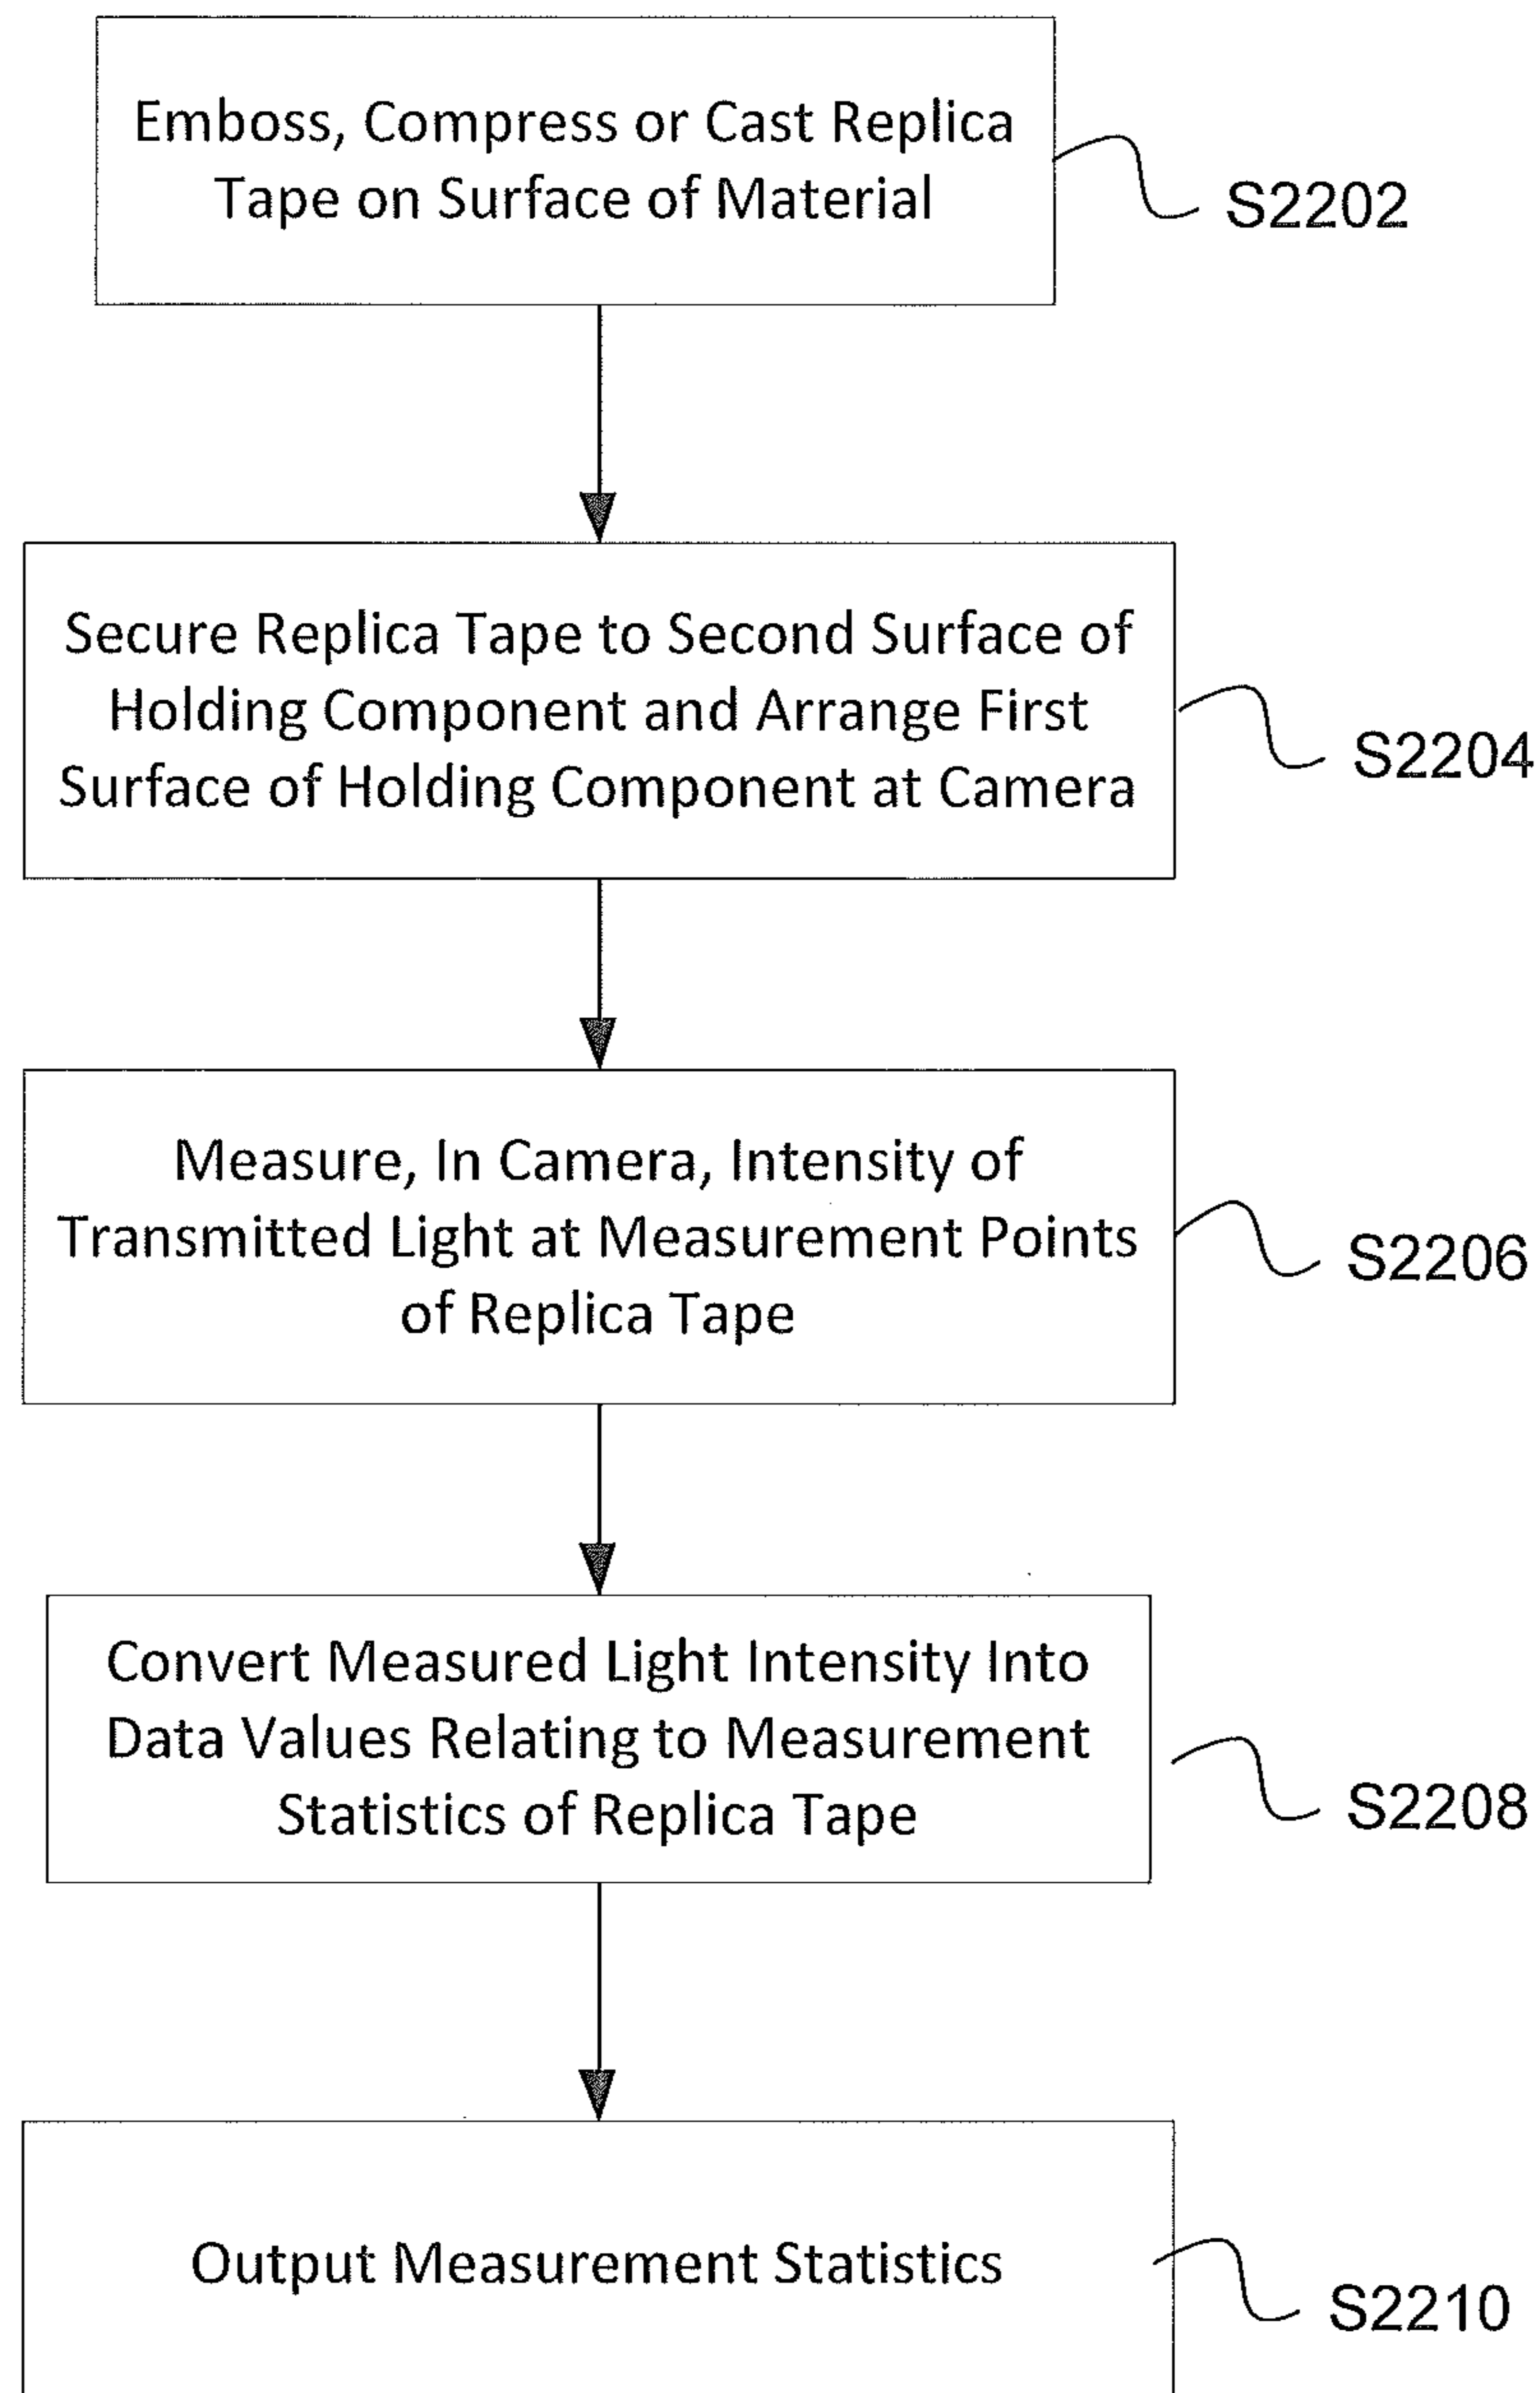 Emboss, Compress or Cast Replica
Tape on Surface of Material
S2202
Secure Replica Tape to Second Surface of
Holding Component and Arrange First
Surface of Holding Component at Camera
S2204
Measure, In Camera, Intensity of
Transmitted Light at Measurement Points
of Replica Tape
S2206
Convert Measured Light Intensity Into
Data Values Relating to Measurement
Statistics of Replica Tape
S2208
Output Measurement Statistics
S2210